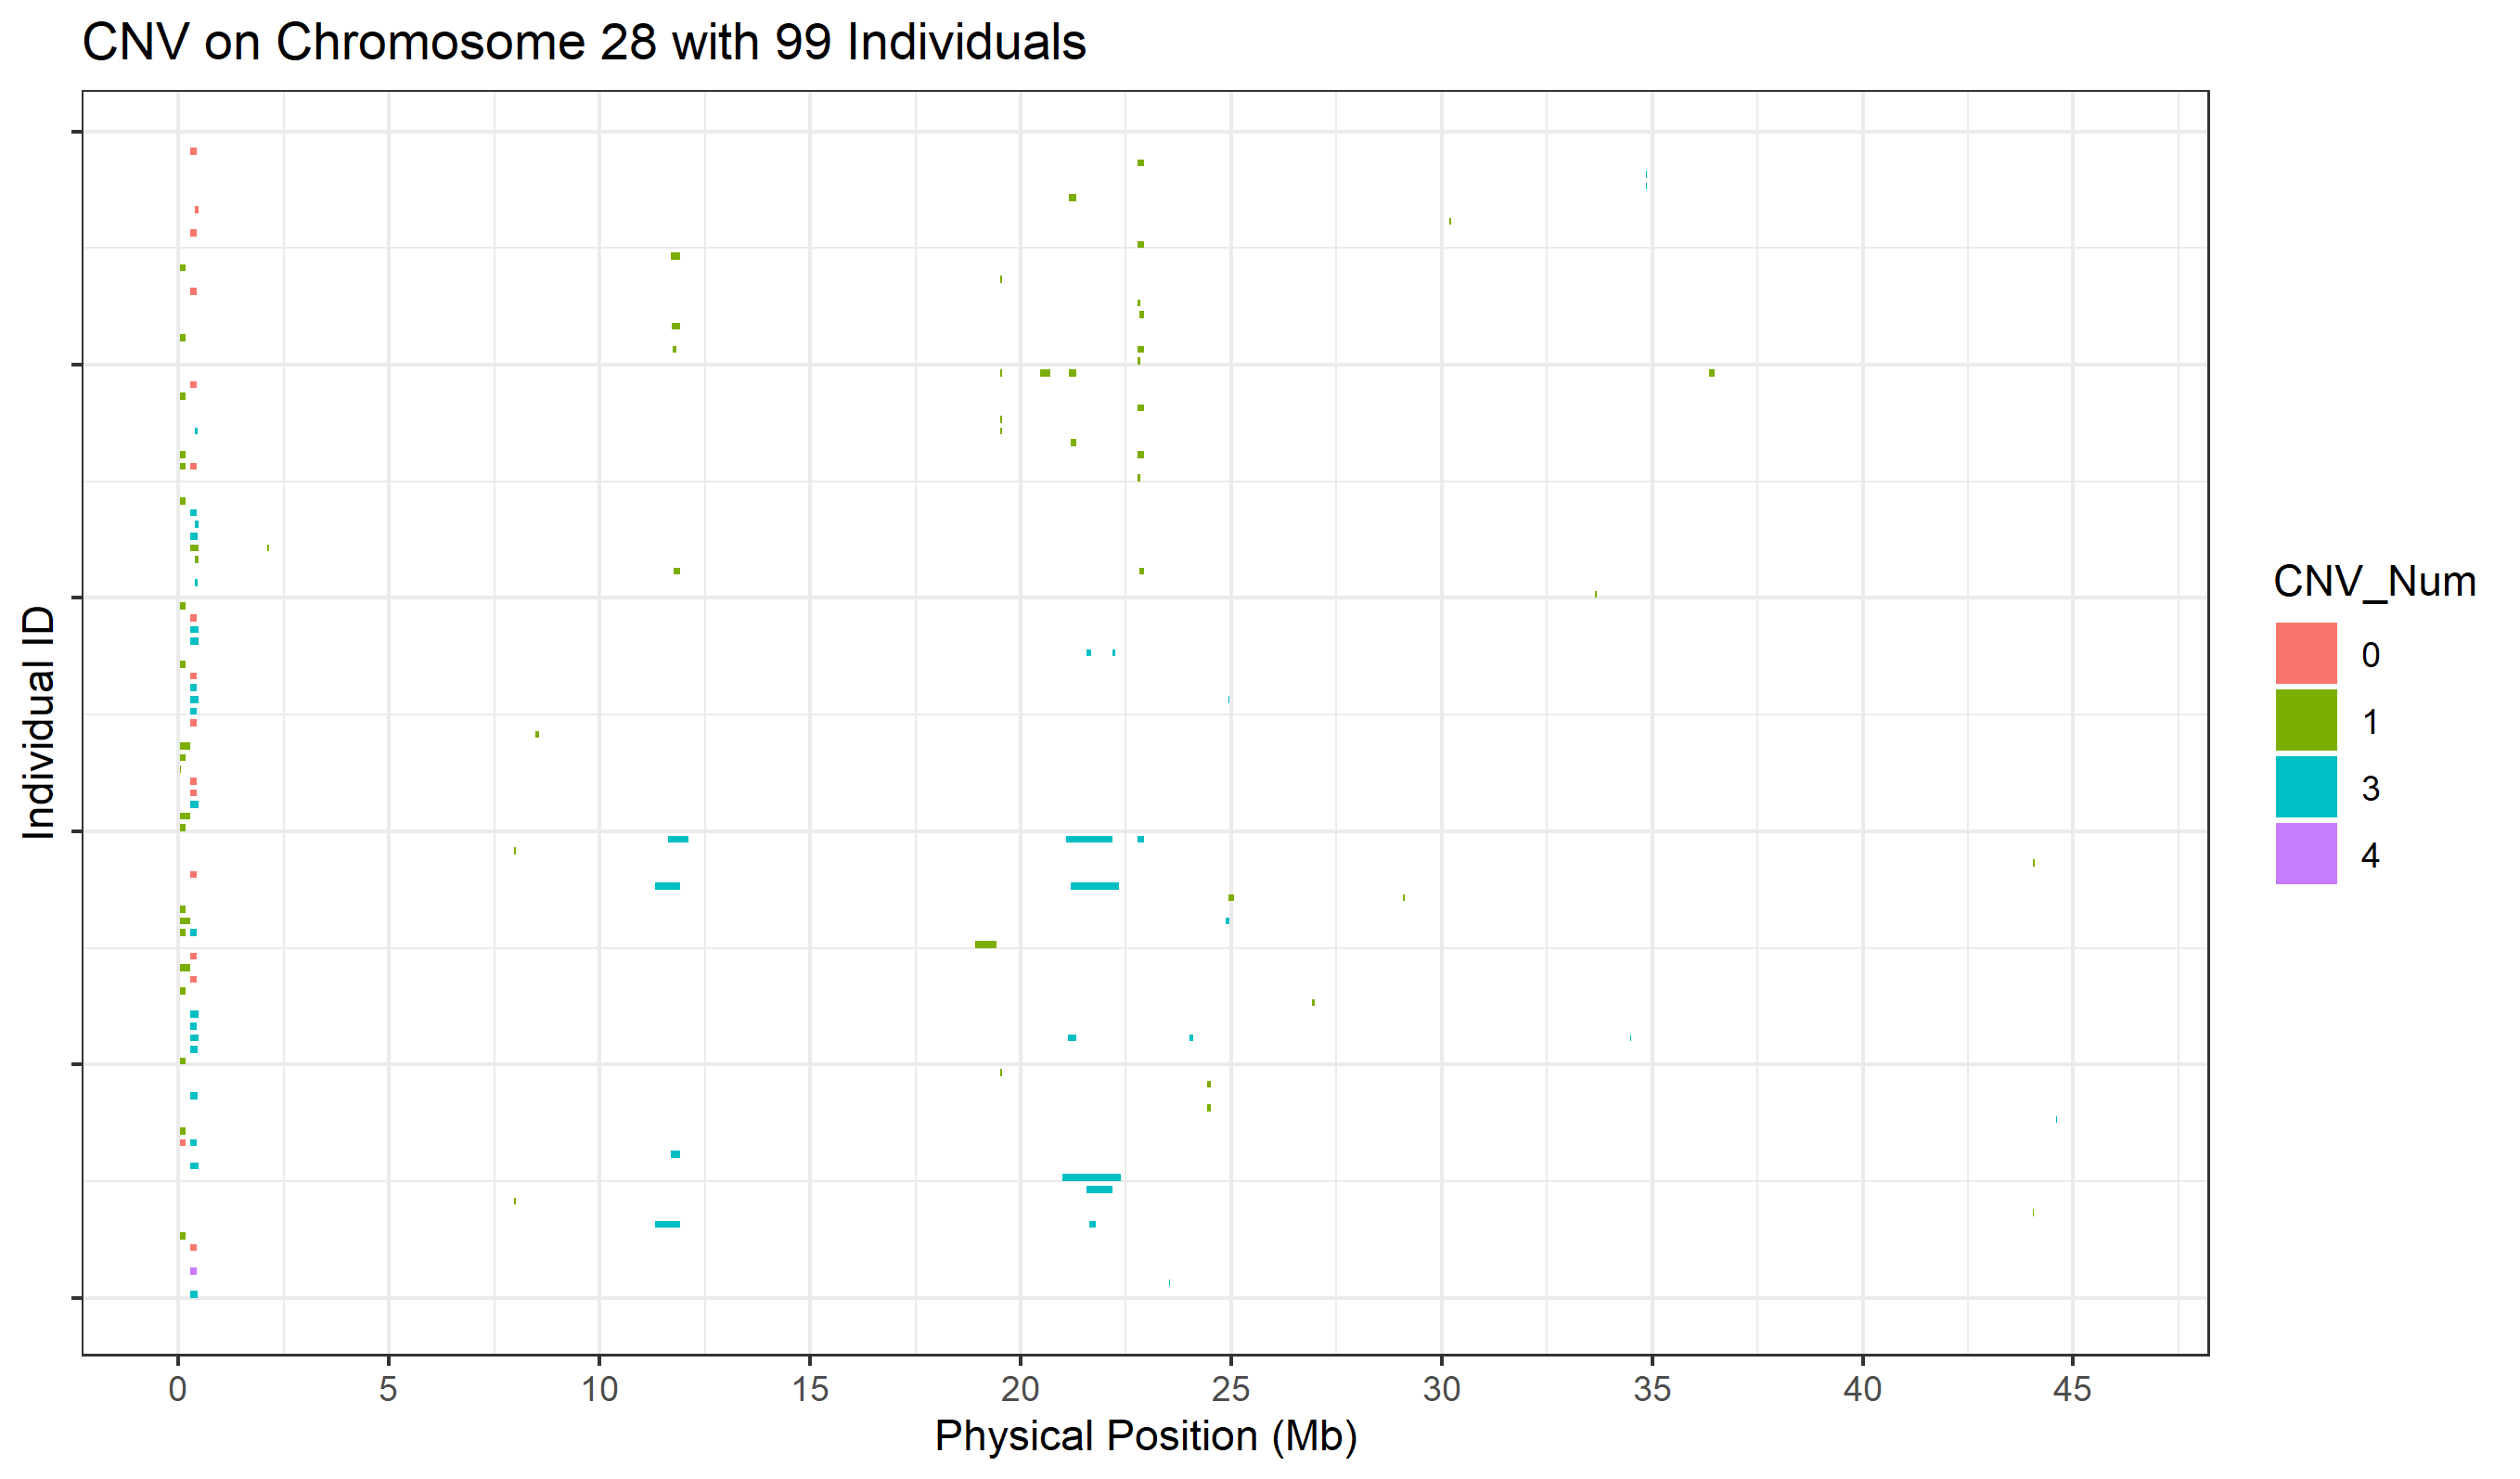 CNV on Chromosome 28 with 99 Individuals
Individual ID
0 5 10 15 20 25 30 35 40 45
Physical Position (Mb)
CNV_Num
0
1
3
4